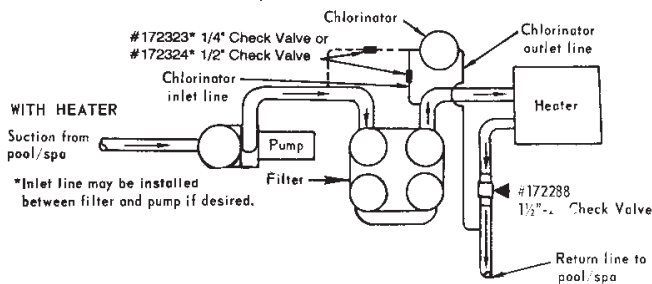 Chlorinator
#172323* 1/4" Check Valve or
#172324* 1/2" Check Valve
Chlorinator
outlet line
Chlorinator
inlet line
WITH HEATER
Heater
Suction from
pool/spa
Pump
*Inlet line may be installed
between filter and pump if desired.
Filter
#172288
1½"- Check Valve
Return line to
pool/spa